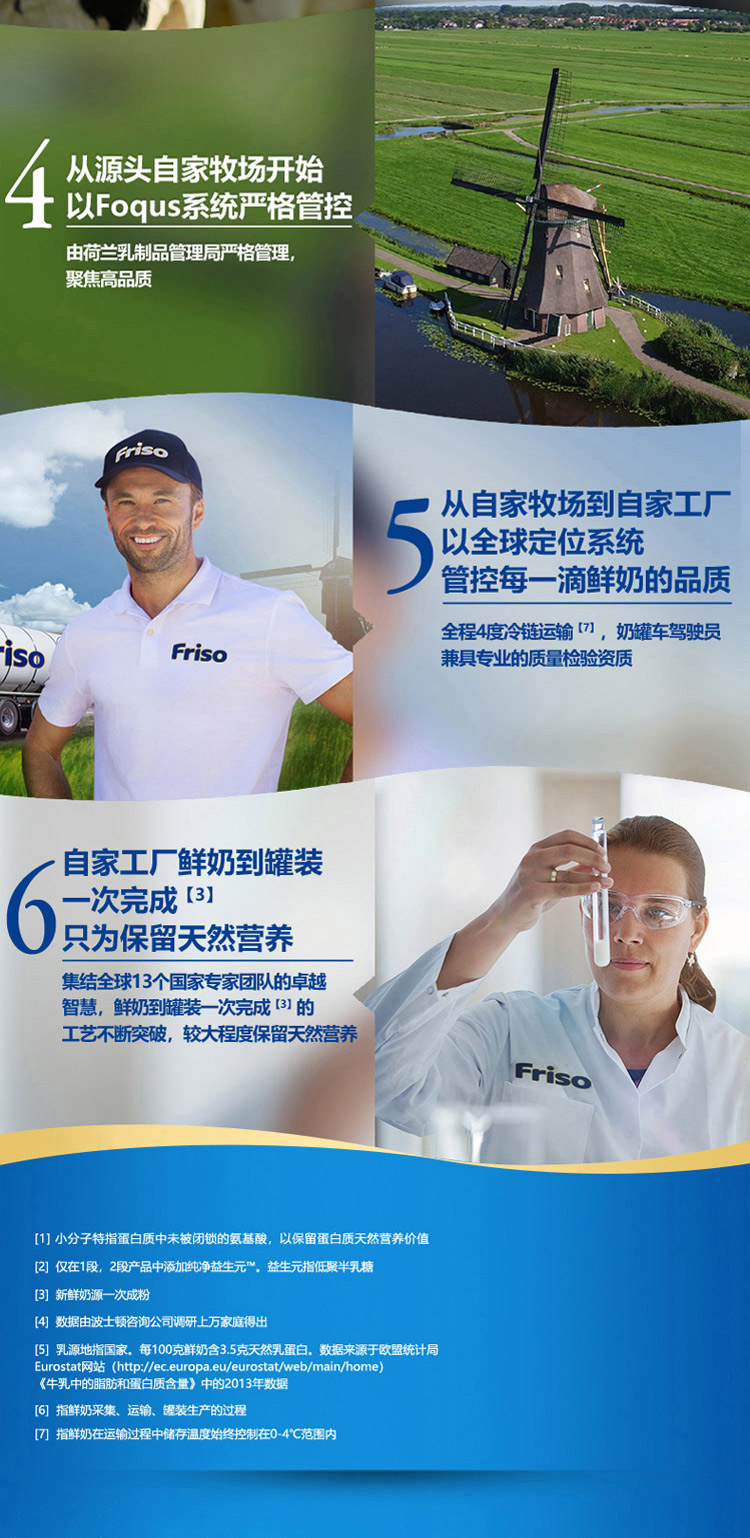 4
从源头自家牧场开始
以Foqus系统严格管控
由荷兰乳制品管理局严格管理，
聚焦高品质
Friso
riso
Friso
5
从自家牧场到自家工厂
以全球定位系统
管控每一滴鲜奶的品质
全程4度冷链运输【7】，奶罐车驾驶员
兼具专业的质量检验资质
6
自家工厂鲜奶到罐装
一次完成【3】
只为保留天然营养
集结全球13个国家专家团队的卓越
智慧，鲜奶到罐装一次完成【3】的
工艺不断突破，较大程度保留天然营养
Friso
[1] 小分子特指蛋白质中未被闭锁的氨基酸，以保留蛋白质天然营养价值
[2] 仅在1段，2段产品中添加纯净益生元™。益生元指低聚半乳糖
[3] 新鲜奶源一次成粉
[4] 数据由波士顿咨询公司调研上万家庭得出
[5] 乳源地指国家。每100克鲜奶含3.5克天然乳蛋白。数据来源于欧盟统计局
Eurostat网站（http://ec.europa.eu/eurostat/web/main/home）
《牛乳中的脂肪和蛋白质含量》中的2013年数据
[6] 指鲜奶采集、运输、罐装生产的过程
[7] 指鲜奶在运输过程中储存温度始终控制在0-4℃范围内